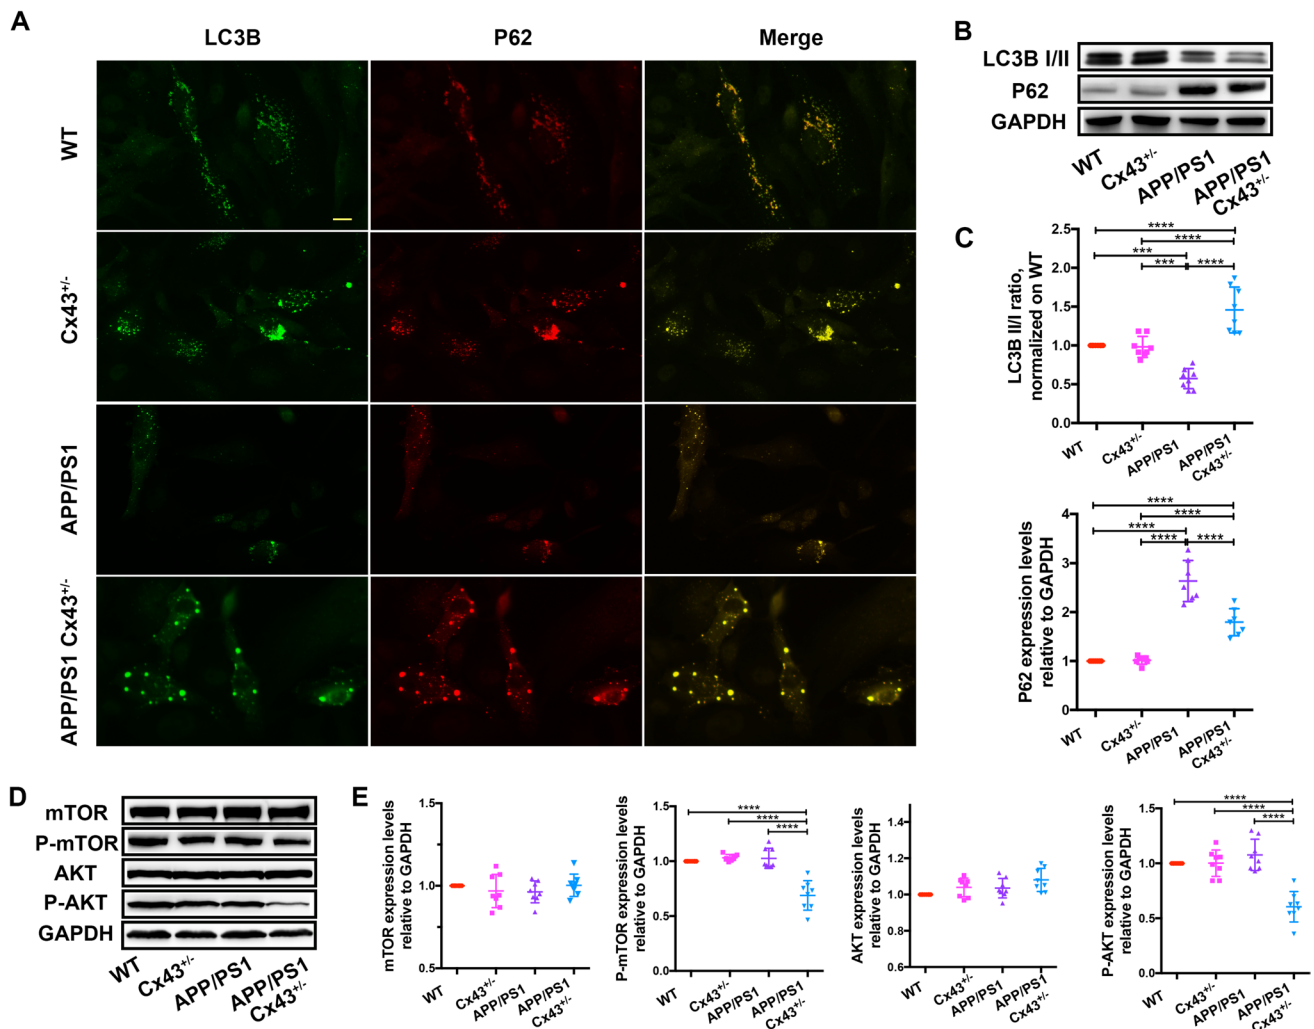 A
LC3B
P62
Merge
WT
Cx43+/-
APP/PS1
APP/PS1 Cx43+/-
B
LC3B I/II
P62
GAPDH
WT
Cx43+/-
APP/PS1
APP/PS1
Cx43+/-
C
LC3B II/I ratio,
normalized on WT
2.5
2.0
1.5
1.0
0.5
0.0
****
****
***
***
****
WT
Cx43+/-
APP/PS1
APP/PS1
Cx43+/-
P62 expression levels
relative to GAPDH
4
3
2
1
0
****
****
****
****
****
WT
Cx43+/-
APP/PS1
APP/PS1
Cx43+/-
D
mTOR
P-mTOR
AKT
P-AKT
GAPDH
WT
Cx43+/-
APP/PS1
APP/PS1
Cx43+/-
E
mTOR expression levels
relative to GAPDH
1.5
1.0
0.5
WT
Cx43+/-
APP/PS1
APP/PS1
Cx43+/-
P-mTOR expression levels
relative to GAPDH
1.5
1.0
0.5
0.0
****
****
****
WT
Cx43+/-
APP/PS1
APP/PS1
Cx43+/-
AKT expression levels
relative to GAPDH
1.4
1.2
1.0
0.8
0.6
WT
Cx43+/-
APP/PS1
APP/PS1
Cx43+/-
P-AKT expression levels
relative to GAPDH
1.5
1.0
0.5
0.0
****
****
****
WT
Cx43+/-
APP/PS1
APP/PS1
Cx43+/-